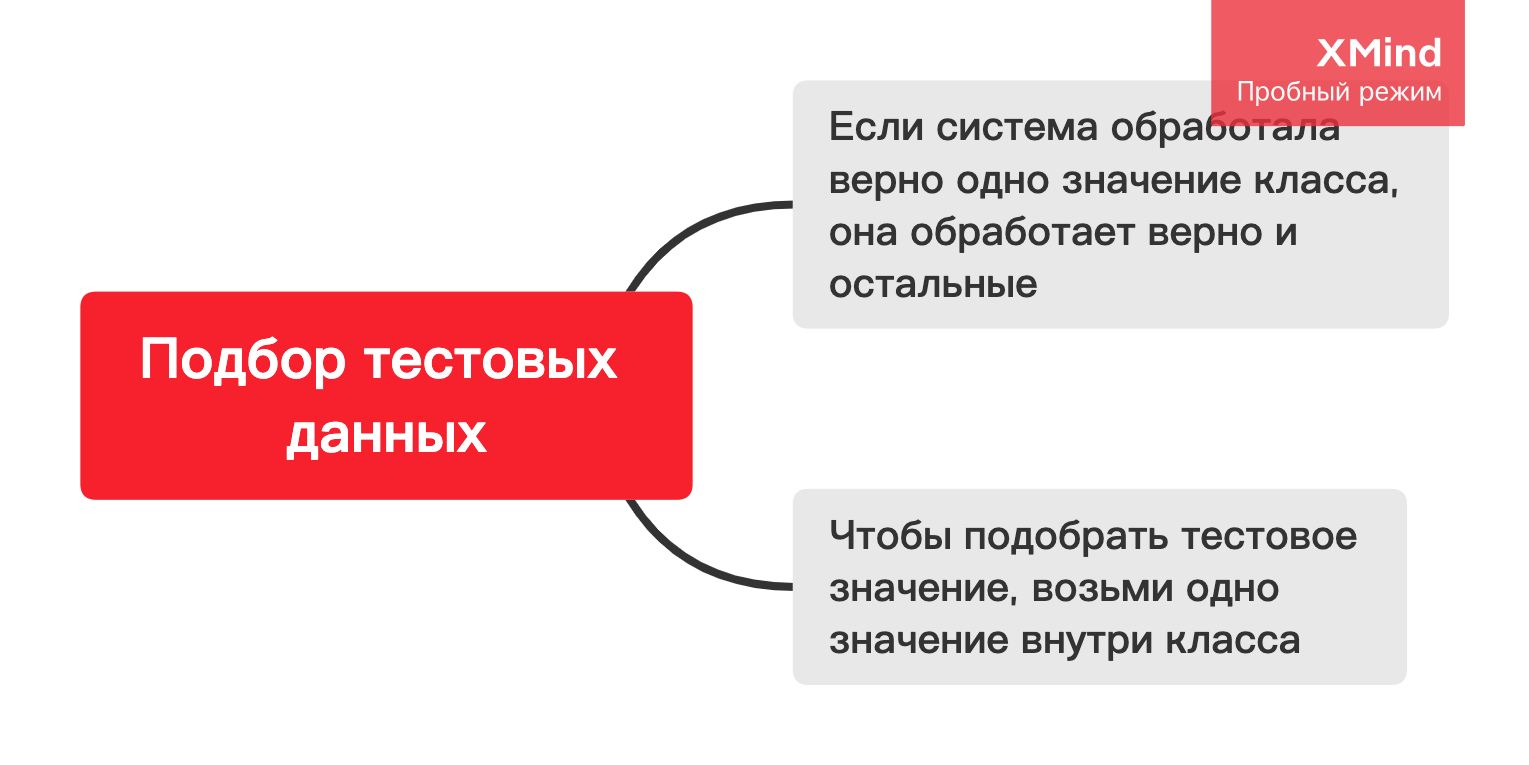 XMind
Пробный режим
Если система обработала
верно одно значение класса,
она обработает верно и
остальные
Подбор тестовых
данных
Чтобы подобрать тестовое
значение, возьми одно
значение внутри класса